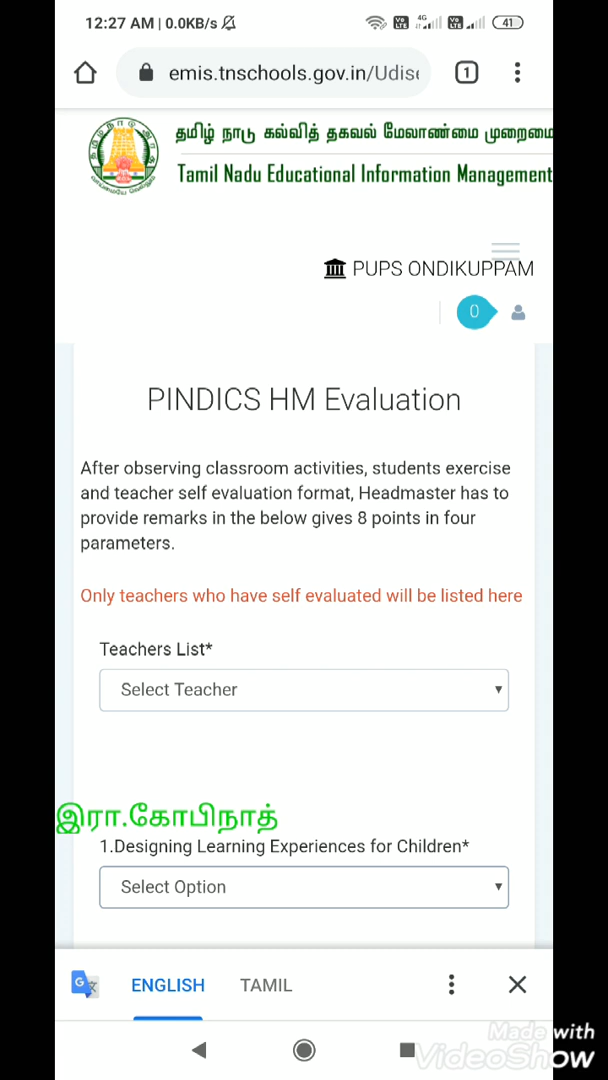 12:27 AM | 0.0KB/s
4G
41
emis.tnschools.gov.in/Udise
1
தமிழ் நாடு கல்வித் தகவல் மேலாண்மை முறைமை
Tamil Nadu Educational Information Management
PUPS ONDIKUPPAM
0
PINDICS HM Evaluation
After observing classroom activities, students exercise
and teacher self evaluation format, Headmaster has to
provide remarks in the below gives 8 points in four
parameters.
Only teachers who have self evaluated will be listed here
Teachers List*
Select Teacher
இரா.கோபிநாத்
1.Designing Learning Experiences for Children*
Select Option
ENGLISH TAMIL
Made with
VideoShow